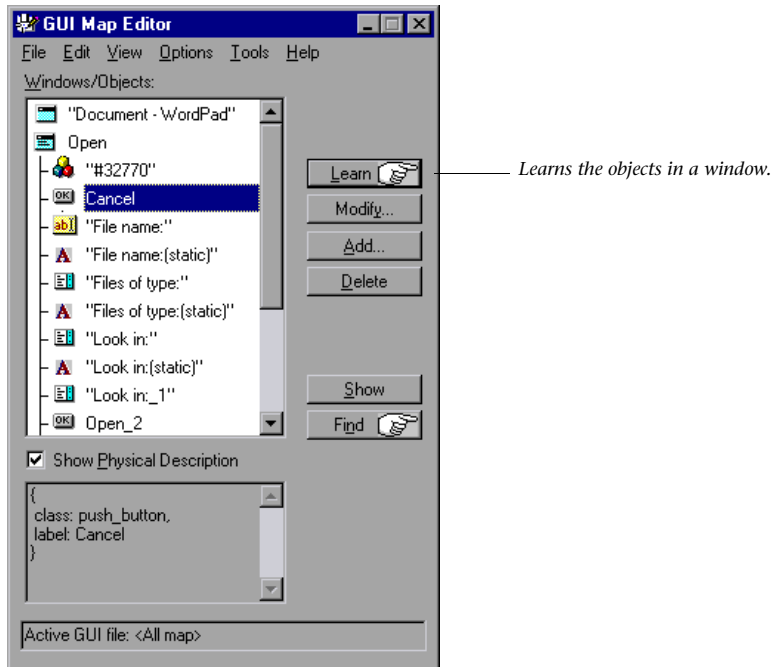 GUI Map Editor
File Edit View Options Tools Help
Windows/Objects:
"Document - WordPad"
Open
"#32770"
OK Cancel
ab "File name:"
A "File name:(static)"
"Files of type:"
A "Files of type:(static)"
"Look in:"
A "Look in:(static)"
"Look in:_1"
OK Open_2
Learn
Modify...
Add...
Delete
Show
Find
Learns the objects in a window.
Show Physical Description
{
class: push_button,
label: Cancel
}
Active GUI file: <All map>